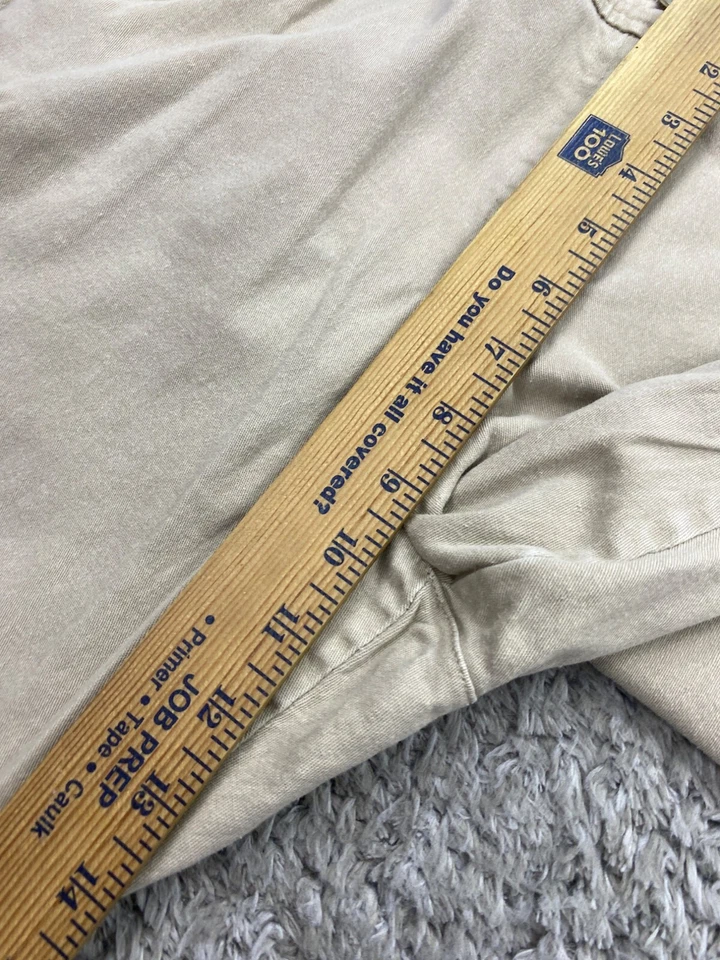 LOWE'S
100
2 3 4 5 6 7 8 9 10 11 12 13 14
Do you have it all covered?
JOB PREP
• Primer • Tape • Caulk